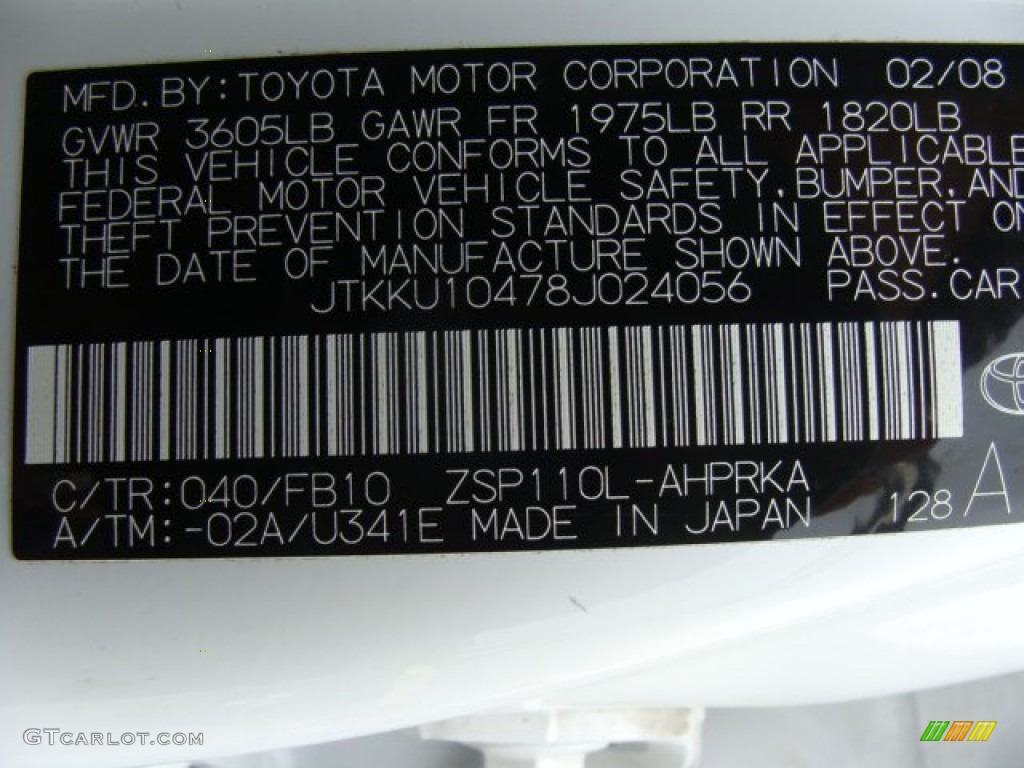 MFD. BY: TOYOTA MOTOR CORPORATION 02/08
GVWR 3605LB GAWR FR 1975LB RR 1820LB
THIS VEHICLE CONFORMS TO ALL APPLICABLE
FEDERAL MOTOR VEHICLE SAFETY, BUMPER, AND
THEFT PREVENTION STANDARDS IN EFFECT ON
THE DATE OF MANUFACTURE SHOWN ABOVE.
JTKKU10478J024056 PASS. CAR
C/TR: 040/FB10 ZSP110L-AHPRKA
A/TM: -02A/U341E MADE IN JAPAN 128 A
GTCARLOT.COM